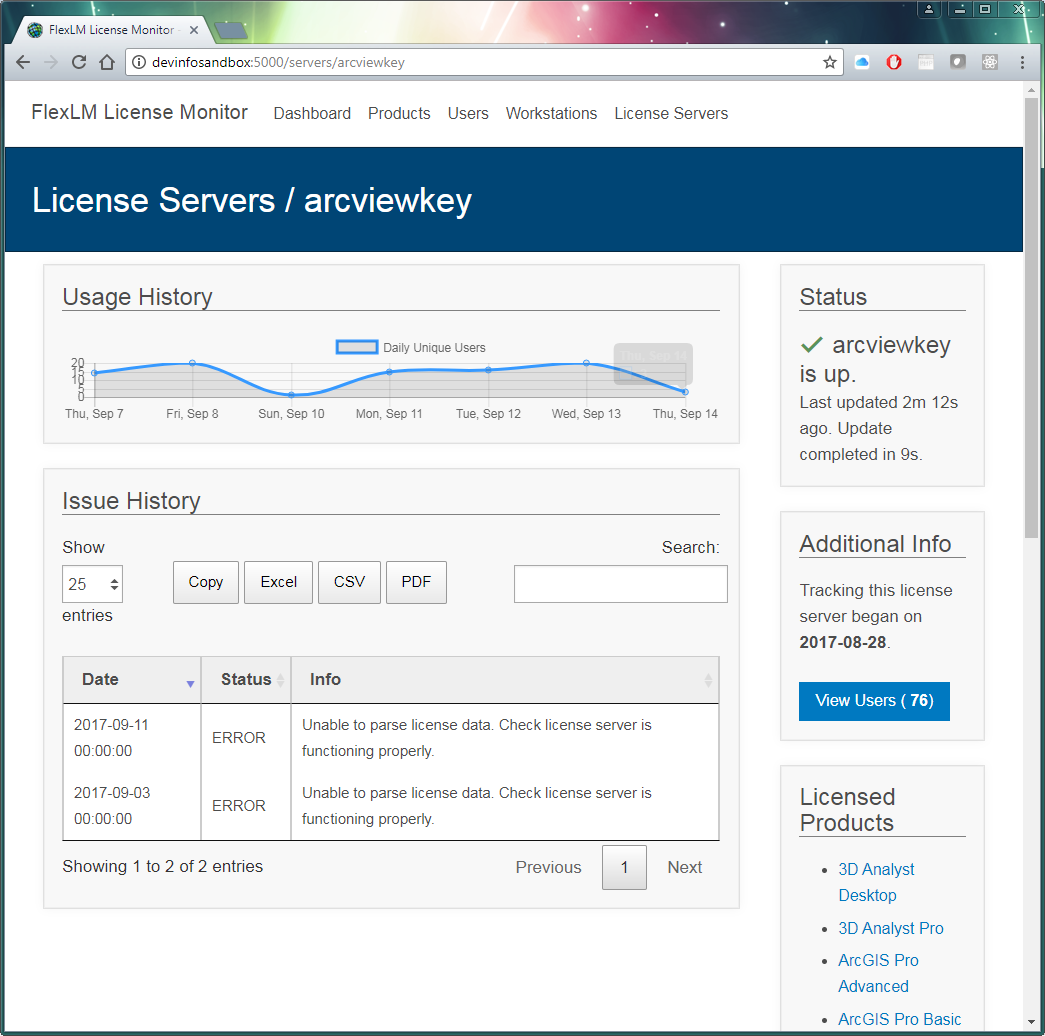 FlexLM License Monitor
devinfosandbox:5000/servers/arcviewkey
FlexLM License Monitor Dashboard Products Users Workstations License Servers
License Servers / arcviewkey
Usage History
Daily Unique Users
20
15
10
5
0
Thu, Sep 7 Fri, Sep 8 Sun, Sep 10 Mon, Sep 11 Tue, Sep 12 Wed, Sep 13 Thu, Sep 14
Thu, Sep 14
Issue History
Show
25
entries
Copy Excel CSV PDF
Search:
Date Status Info
2017-09-11
00:00:00
ERROR
Unable to parse license data. Check license server is
functioning properly.
2017-09-03
00:00:00
ERROR
Unable to parse license data. Check license server is
functioning properly.
Showing 1 to 2 of 2 entries
Previous 1 Next
Status
arcviewkey
is up.
Last updated 2m 12s
ago. Update
completed in 9s.
Additional Info
Tracking this license
server began on
2017-08-28.
View Users ( 76)
Licensed
Products
3D Analyst
Desktop
3D Analyst Pro
ArcGIS Pro
Advanced
ArcGIS Pro Basic